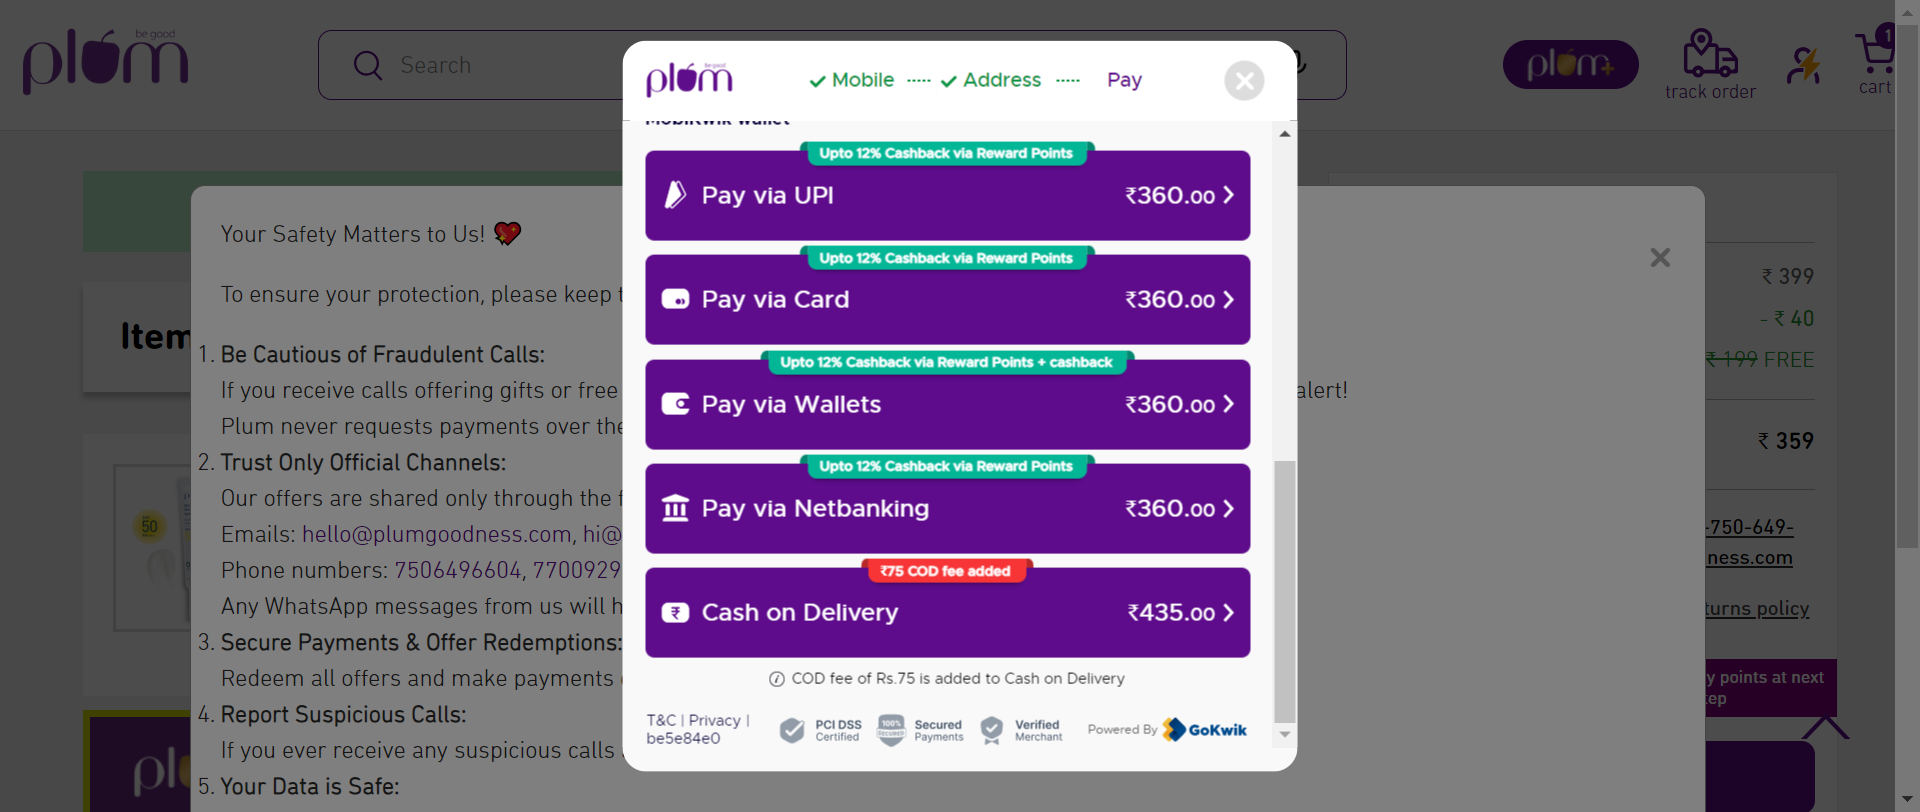 be good
plum
Search
plum+
track order
1
cart
be good
plum
Mobile
Address
Pay
MobiKwik Wallet
Upto 12% Cashback via Reward Points
Pay via UPI
₹360.00
Upto 12% Cashback via Reward Points
Pay via Card
₹360.00
Upto 12% Cashback via Reward Points + cashback
Pay via Wallets
₹360.00
Upto 12% Cashback via Reward Points
Pay via Netbanking
₹360.00
₹75 COD fee added
Cash on Delivery
₹435.00
COD fee of Rs.75 is added to Cash on Delivery
T&C | Privacy |
be5e84e0
PCI DSS
Certified
100%
SECURED
Secured
Payments
Verified
Merchant
Powered By GoKwik
Your Safety Matters to Us! 💖
To ensure your protection, please keep t
1. Be Cautious of Fraudulent Calls:
If you receive calls offering gifts or free
alert!
Plum never requests payments over the
2. Trust Only Official Channels:
Our offers are shared only through the f
Emails: hello@plumgoodness.com, hi@
Phone numbers: 7506496604, 7700929
Any WhatsApp messages from us will h
3. Secure Payments & Offer Redemptions:
Redeem all offers and make payments
4. Report Suspicious Calls:
If you ever receive any suspicious calls
5. Your Data is Safe:
Item
50
pl
₹ 399
- ₹ 40
₹ 199 FREE
₹ 359
-750-649-
ness.com
turns policy
y points at next
tep